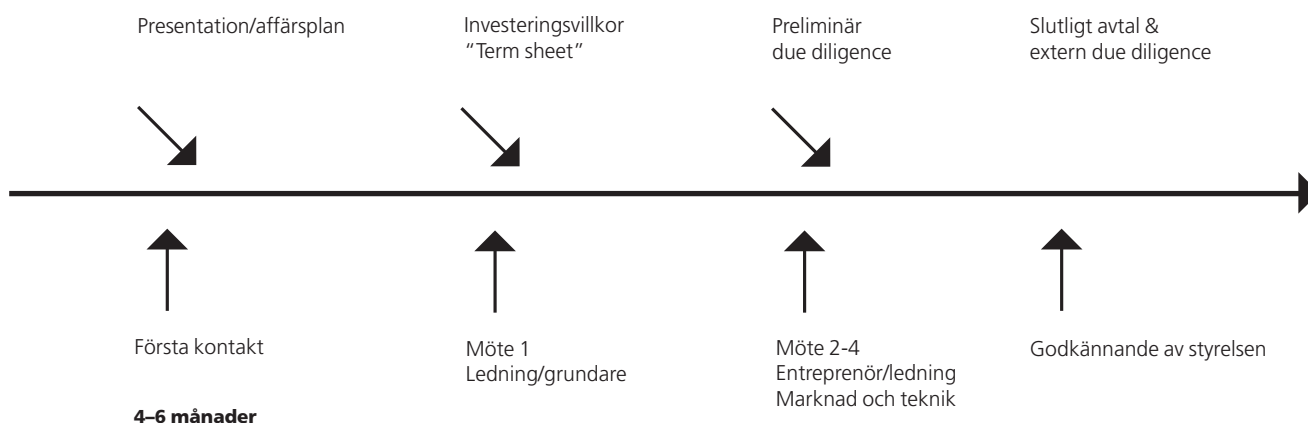 Presentation/affärsplan
Investeringsvillkor
“Term sheet”
Preliminär
due diligence
Slutligt avtal &
extern due diligence
Första kontakt
Möte 1
Ledning/grundare
Möte 2-4
Entreprenör/ledning
Marknad och teknik
Godkännande av styrelsen
4–6 månader